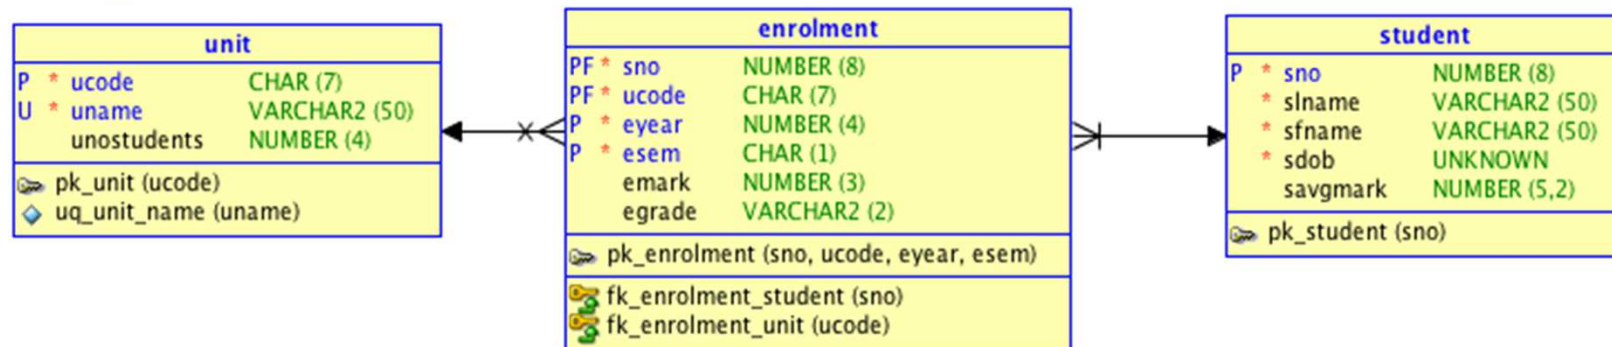 unit
P * ucode CHAR (7)
U * uname VARCHAR2 (50)
unostudents NUMBER (4)
pk_unit (ucode)
uq_unit_name (uname)
enrolment
PF * sno NUMBER (8)
PF * ucode CHAR (7)
P * eyear NUMBER (4)
P * esem CHAR (1)
emark NUMBER (3)
egrade VARCHAR2 (2)
pk_enrolment (sno, ucode, eyear, esem)
fk_enrolment_student (sno)
fk_enrolment_unit (ucode)
student
P * sno NUMBER (8)
* slname VARCHAR2 (50)
* sfname VARCHAR2 (50)
* sdob UNKNOWN
savgmark NUMBER (5,2)
pk_student (sno)